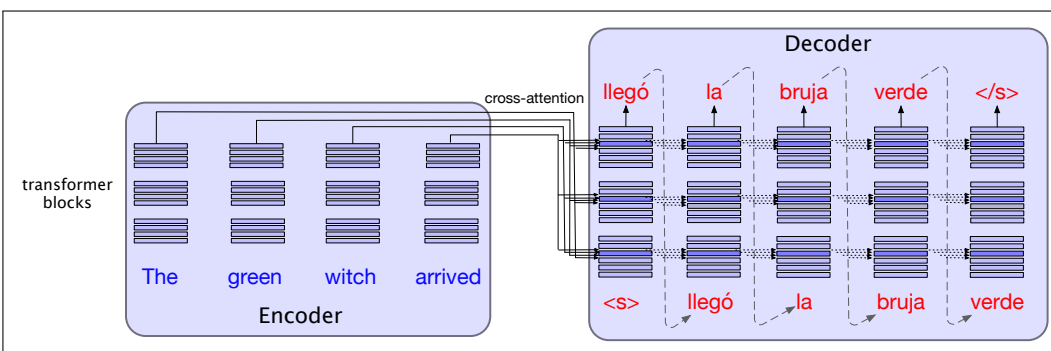 Decoder
llegó la bruja verde </s>
cross-attention
transformer
blocks
The green witch arrived
Encoder
<s> llegó la bruja verde